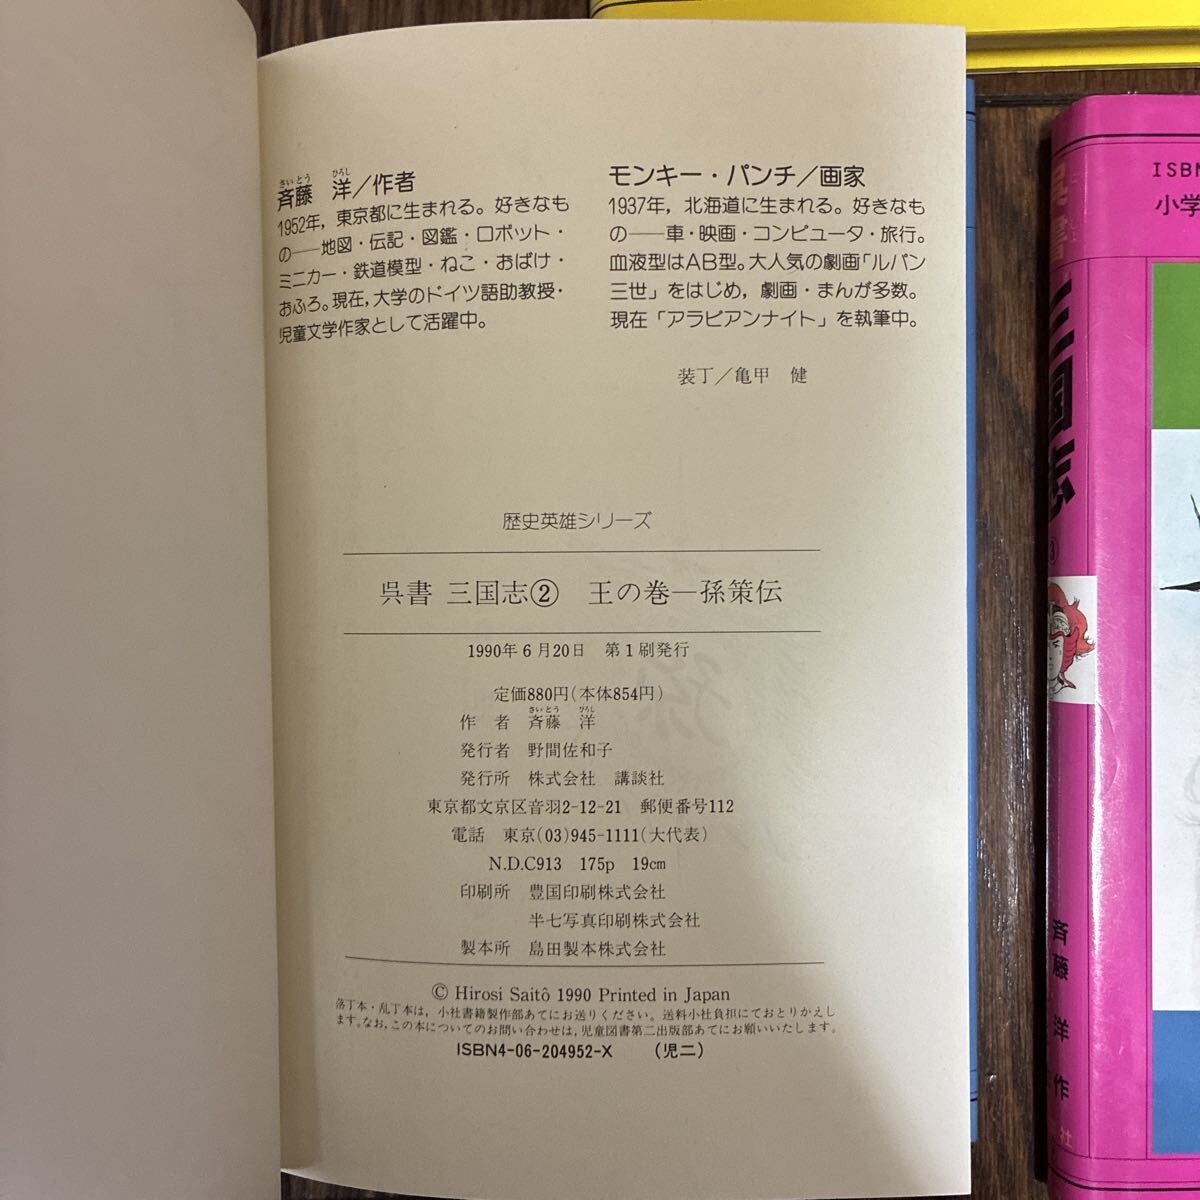 斉藤 洋／作者
さいとう ひろし
1952年，東京都に生まれる。好きなも
の――地図・伝記・図鑑・ロボット・
ミニカー・鉄道模型・ねこ・おばけ・
おふろ。現在，大学のドイツ語助教授・
児童文学作家として活躍中。
モンキー・パンチ／画家
1937年，北海道に生まれる。好きなも
の――車・映画・コンピュータ・旅行。
血液型はAB型。大人気の劇画「ルパン
三世」をはじめ，劇画・まんが多数。
現在「アラビアンナイト」を執筆中。
装丁／亀甲 健
歴史英雄シリーズ
呉書 三国志② 王の巻―孫策伝
1990年6月20日 第1刷発行
定価880円(本体854円)
さいとう ひろし
作 者 斉藤 洋
発行者 野間佐和子
発行所 株式会社 講談社
東京都文京区音羽2-12-21 郵便番号112
電話 東京(03)945-1111(大代表)
N.D.C913 175p 19cm
印刷所 豊国印刷株式会社
半七写真印刷株式会社
製本所 島田製本株式会社
© Hirosi Saitô 1990 Printed in Japan
落丁本・乱丁本は，小社書籍製作部あてにお送りください。送料小社負担にておとりかえし
ます。なお，この本についてのお問い合わせは，児童図書第二出版部あてにお願いいたします。
ISBN4-06-204952-X (児二)
ISBN
小学
三国志
③
斉藤 洋 作
社